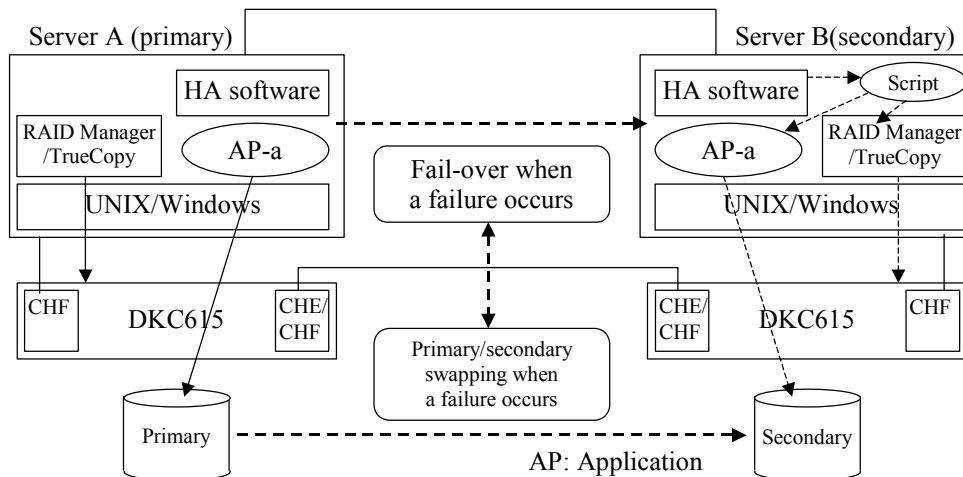 Server A (primary)
Server B(secondary)
HA software
RAID Manager
/TrueCopy
AP-a
UNIX/Windows
HA software
Script
AP-a
RAID Manager
/TrueCopy
UNIX/Windows
Fail-over when
a failure occurs
CHF
DKC615
CHE/
CHF
CHE/
CHF
DKC615
CHF
Primary/secondary
swapping when
a failure occurs
Primary
Secondary
AP: Application